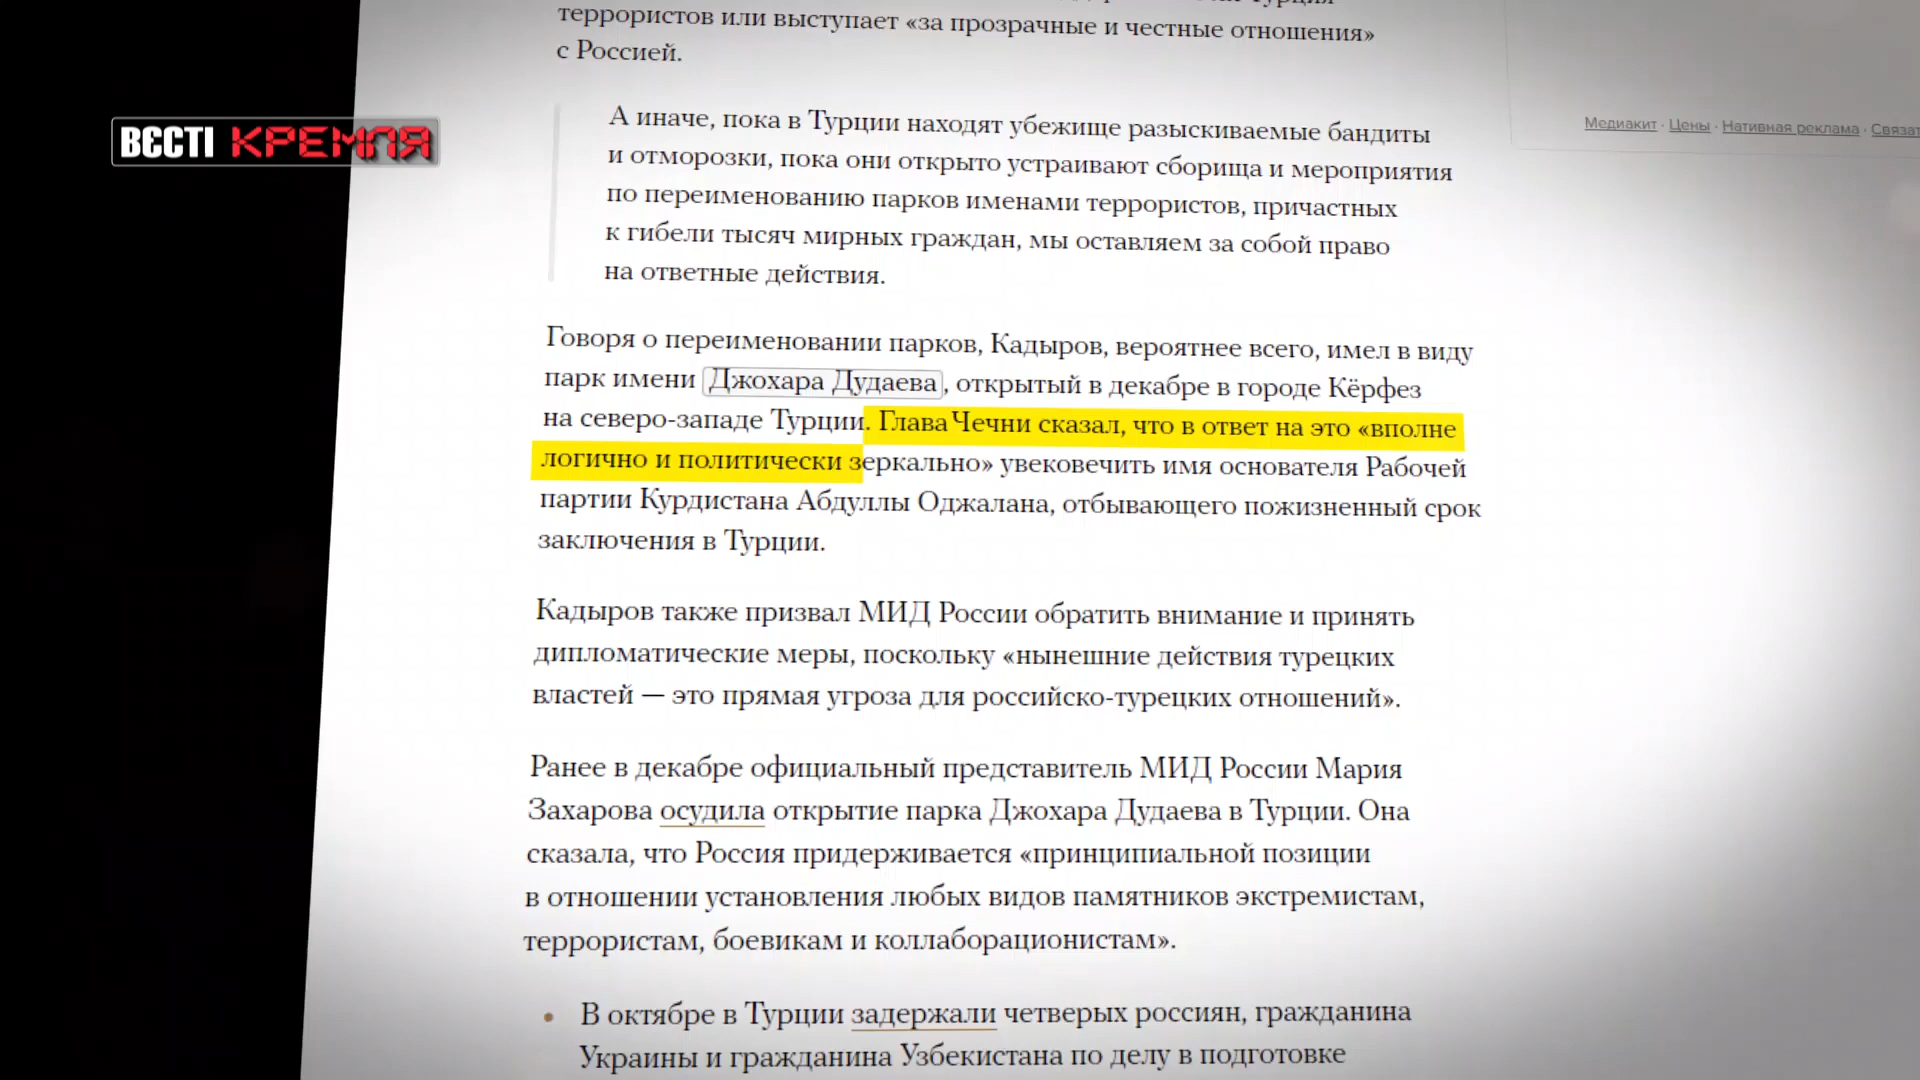 террористов или выступает «за прозрачные и честные отношения»
с Россией.
ВЄСТІ КРЕМЛЯ
А иначе, пока в Турции находят убежище разыскиваемые бандиты
и отморозки, пока они открыто устраивают сборища и мероприятия
по переименованию парков именами террористов, причастных
к гибели тысяч мирных граждан, мы оставляем за собой право
на ответные действия.
Медиакит · Цены · Нативная реклама ·
Говоря о переименовании парков, Кадыров, вероятнее всего, имел в виду
парк имени Джохара Дудаева, открытый в декабре в городе Кёрфез
на северо-западе Турции. Глава Чечни сказал, что в ответ на это «вполне
логично и политически зеркально» увековечить имя основателя Рабочей
партии Курдистана Абдуллы Оджалана, отбывающего пожизненный срок
заключения в Турции.
Кадыров также призвал МИД России обратить внимание и принять
дипломатические меры, поскольку «нынешние действия турецких
властей — это прямая угроза для российско-турецких отношений».
Ранее в декабре официальный представитель МИД России Мария
Захарова осудила открытие парка Джохара Дудаева в Турции. Она
сказала, что Россия придерживается «принципиальной позиции
в отношении установления любых видов памятников экстремистам,
террористам, боевикам и коллаборационистам».
• В октябре в Турции задержали четверых россиян, гражданина
Украины и гражданина Узбекистана по делу в подготовке